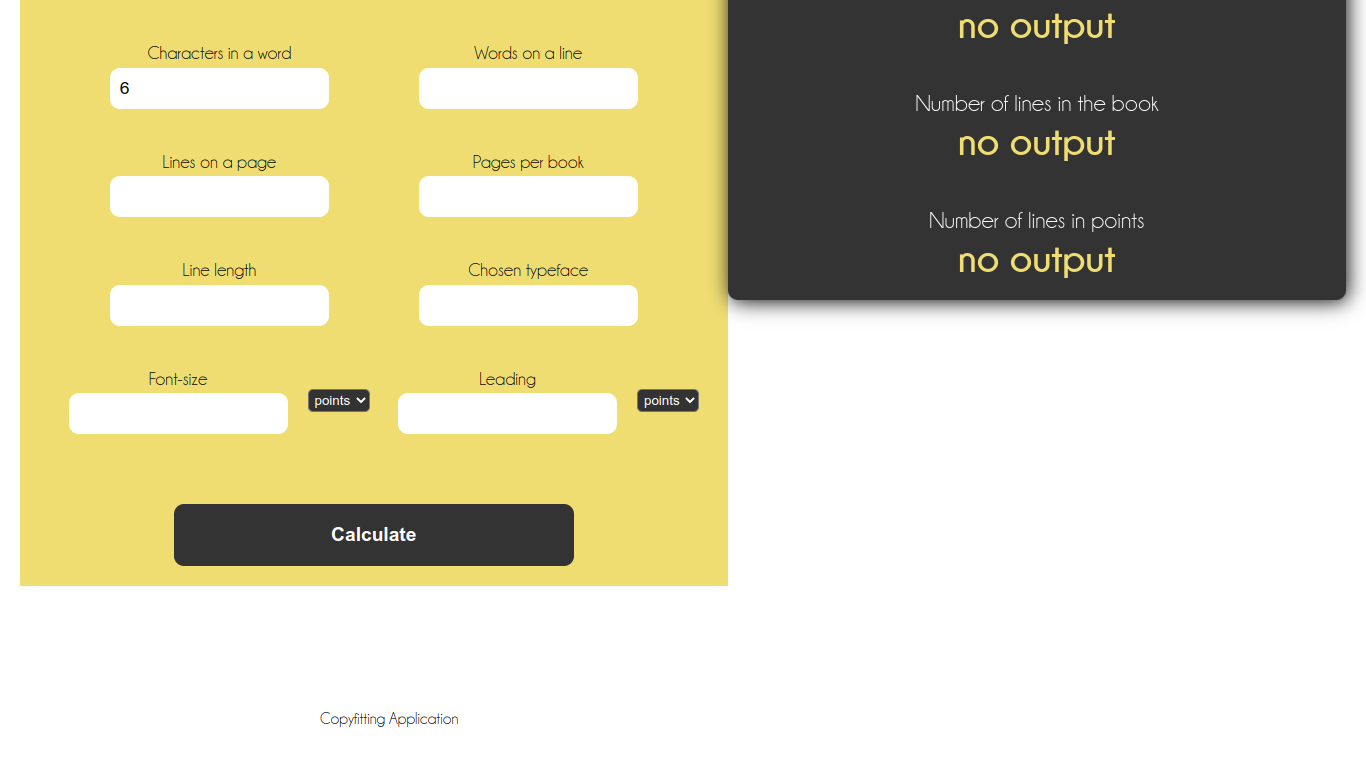 Characters in a word
6
Words on a line
Lines on a page
Pages per book
Line length
Chosen typeface
Font-size
points
Leading
points
Calculate
no output
Number of lines in the book
no output
Number of lines in points
no output
Copyfitting Application